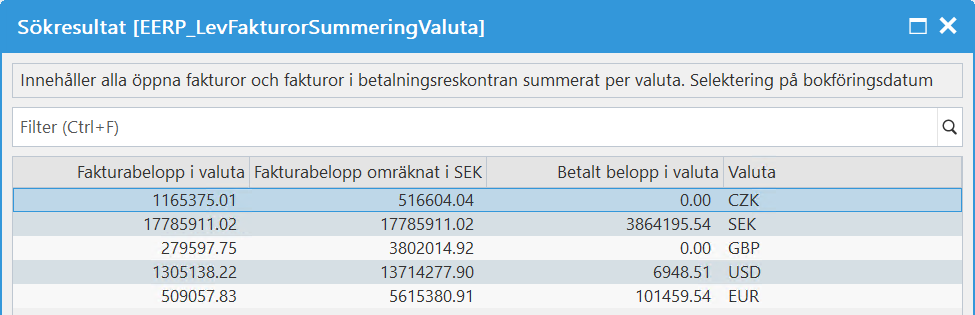 Sökresultat [EERP_LevFakturorSummeringValuta]
Innehåller alla öppna fakturor och fakturor i betalningsreskontran summerat per valuta. Selektering på bokföringsdatum
Filter (Ctrl+F)
Fakturabelopp i valuta Fakturabelopp omräknat i SEK Betalt belopp i valuta Valuta
1165375.01 516604.04 0.00 CZK
17785911.02 17785911.02 3864195.54 SEK
279597.75 3802014.92 0.00 GBP
1305138.22 13714277.90 6948.51 USD
509057.83 5615380.91 101459.54 EUR